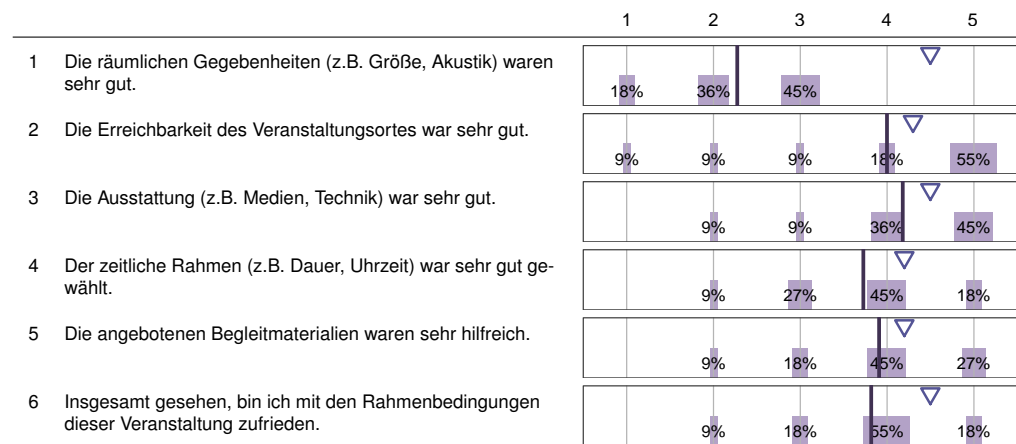 1 2 3 4 5
1 Die räumlichen Gegebenheiten (z.B. Größe, Akustik) waren
sehr gut.
18% 36% 45%
2 Die Erreichbarkeit des Veranstaltungsortes war sehr gut.
9% 9% 9% 18% 55%
3 Die Ausstattung (z.B. Medien, Technik) war sehr gut.
9% 9% 36% 45%
4 Der zeitliche Rahmen (z.B. Dauer, Uhrzeit) war sehr gut ge-
wählt.
9% 27% 45% 18%
5 Die angebotenen Begleitmaterialien waren sehr hilfreich.
9% 18% 45% 27%
6 Insgesamt gesehen, bin ich mit den Rahmenbedingungen
dieser Veranstaltung zufrieden.
9% 18% 55% 18%